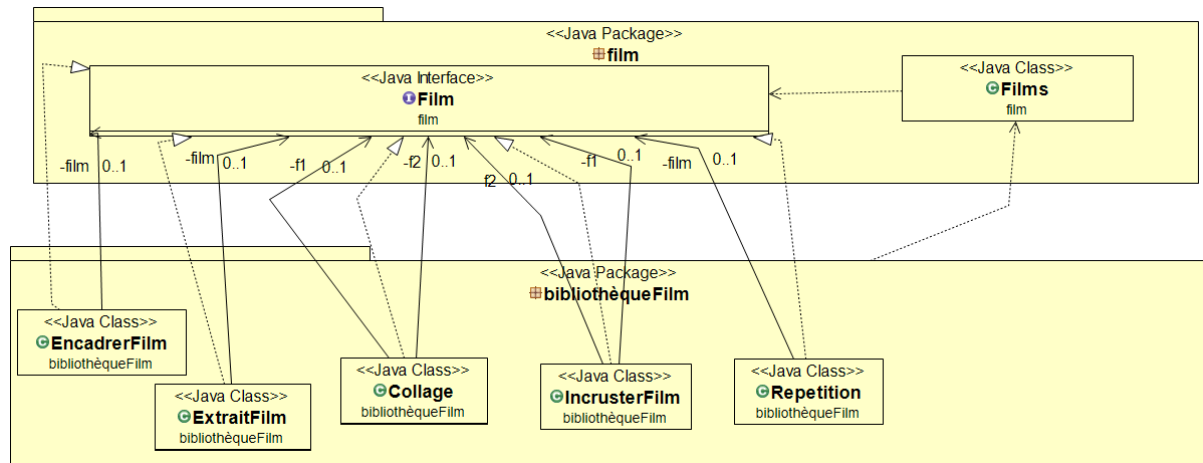 <<Java Package>>
film
<<Java Interface>>
Film
film
<<Java Class>>
Films
film
-film 0..1
-film 0..1
-f1 0..1
-f2 0..1
f2 0..1
-f1 0..1
-film 0..1
<<Java Package>>
bibliothèqueFilm
<<Java Class>>
EncadrerFilm
bibliothèqueFilm
<<Java Class>>
ExtraitFilm
bibliothèqueFilm
<<Java Class>>
Collage
bibliothèqueFilm
<<Java Class>>
IncrusterFilm
bibliothèqueFilm
<<Java Class>>
Repetition
bibliothèqueFilm